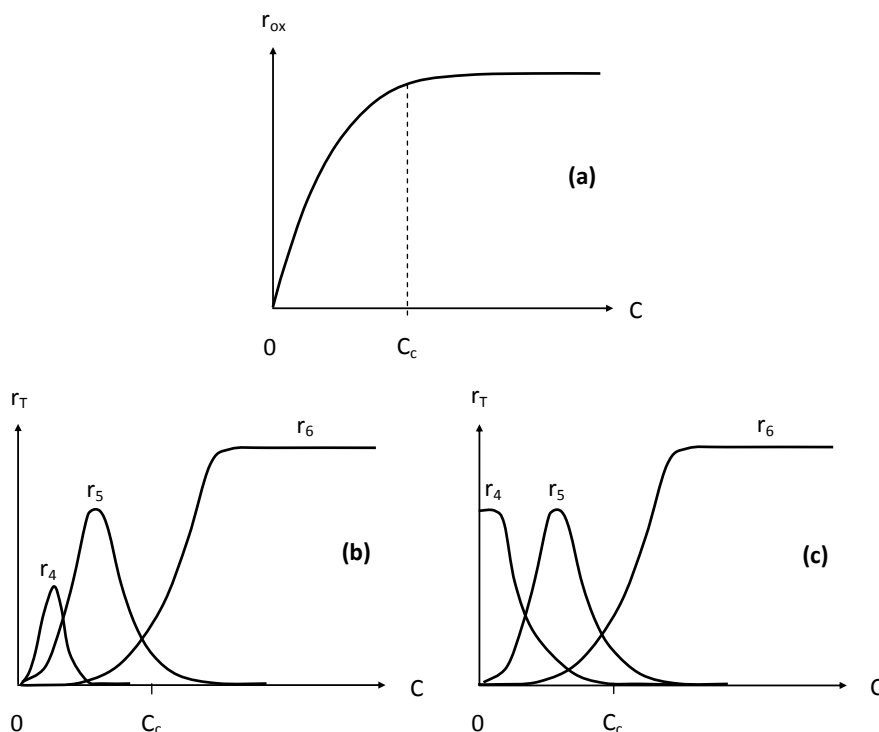 r_ox
(a)
C
0 C_c
r_T r_T
r_6 r_6
r_5 r_4 r_5
r_4
(b) (c)
C C
0 C_c 0 C_c